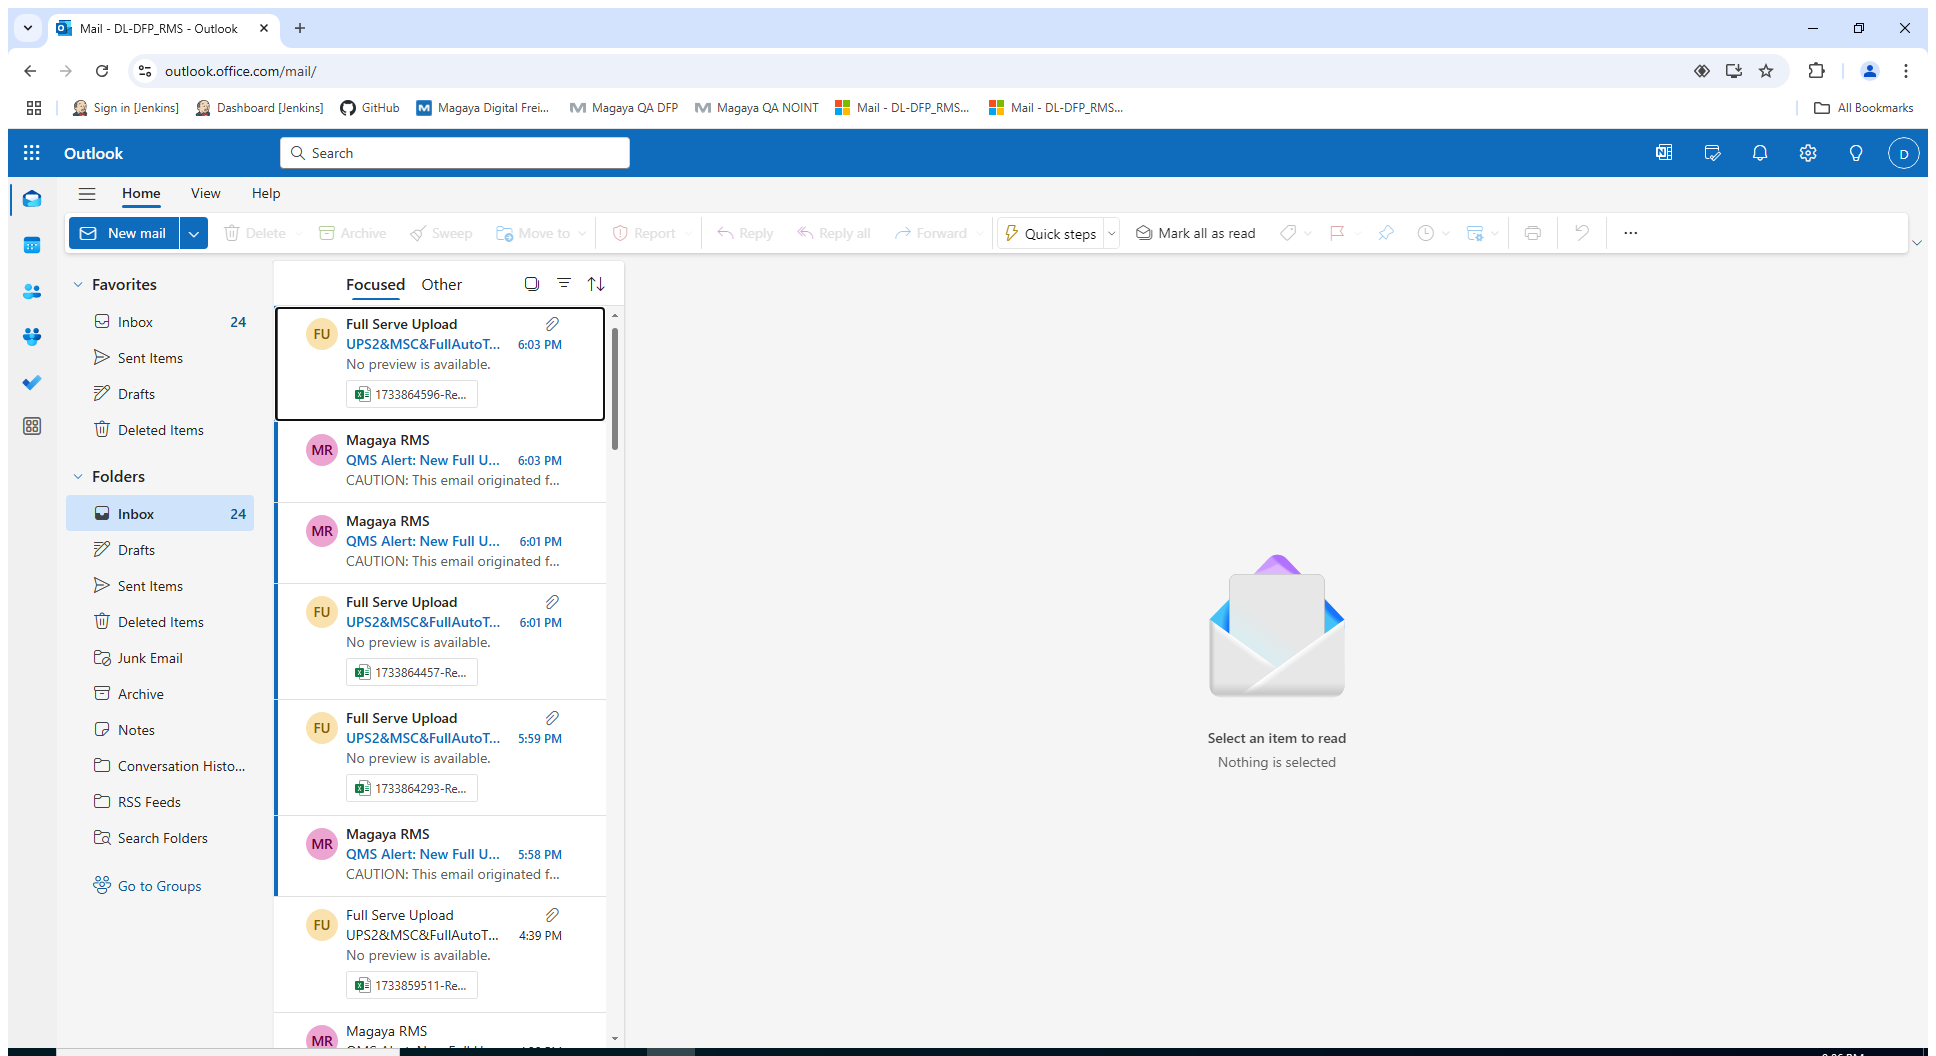 Mail - DL-DFP_RMS - Outlook
outlook.office.com/mail/
Sign in [Jenkins]
Dashboard [Jenkins]
GitHub
Magaya Digital Frei...
Magaya QA DFP
Magaya QA NOINT
Mail - DL-DFP_RMS...
Mail - DL-DFP_RMS...
All Bookmarks
Outlook
Search
D
Home
View
Help
New mail
Delete
Archive
Sweep
Move to
Report
Reply
Reply all
Forward
Quick steps
Mark all as read
Favorites
Inbox 24
Sent Items
Drafts
Deleted Items
Folders
Inbox 24
Drafts
Sent Items
Deleted Items
Junk Email
Archive
Notes
Conversation Histo...
RSS Feeds
Search Folders
Go to Groups
Focused
Other
FU
Full Serve Upload
UPS2&MSC&FullAutoT... 6:03 PM
No preview is available.
1733864596-Re...
MR
Magaya RMS
QMS Alert: New Full U... 6:03 PM
CAUTION: This email originated f...
MR
Magaya RMS
QMS Alert: New Full U... 6:01 PM
CAUTION: This email originated f...
FU
Full Serve Upload
UPS2&MSC&FullAutoT... 6:01 PM
No preview is available.
1733864457-Re...
FU
Full Serve Upload
UPS2&MSC&FullAutoT... 5:59 PM
No preview is available.
1733864293-Re...
MR
Magaya RMS
QMS Alert: New Full U... 5:58 PM
CAUTION: This email originated f...
FU
Full Serve Upload
UPS2&MSC&FullAutoT... 4:39 PM
No preview is available.
1733859511-Re...
MR
Magaya RMS
Select an item to read
Nothing is selected